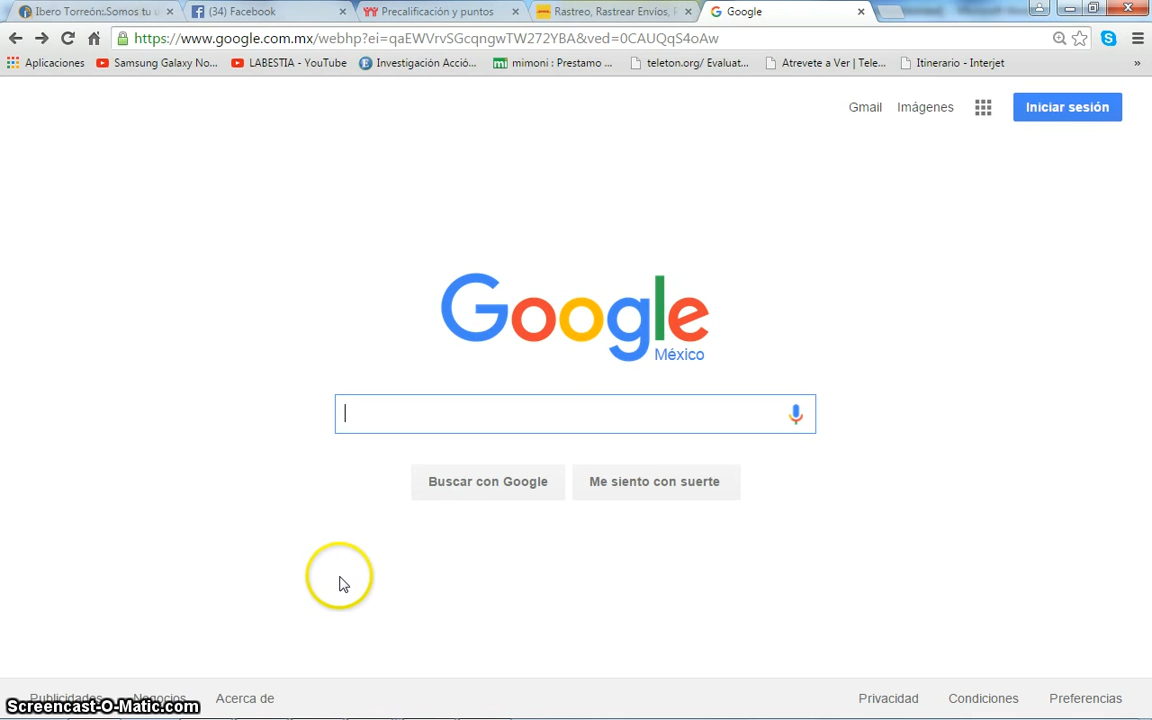 Ibero Torreón:.Somos tu u
(34) Facebook
Precalificación y puntos
Rastreo, Rastrear Envíos, R
Google
https://www.google.com.mx/webhp?ei=qaEWVrvSGcqngwTW272YBA&ved=0CAUQqS4oAw
Aplicaciones
Samsung Galaxy No...
LABESTIA - YouTube
Investigación Acció...
mimoni : Prestamo ...
teleton.org/ Evaluat...
Atrevete a Ver | Tele...
Itinerario - Interjet
»
Gmail
Imágenes
Iniciar sesión
Google
México
Buscar con Google
Me siento con suerte
Publicidades
Negocios
Acerca de
Privacidad
Condiciones
Preferencias
Screencast-O-Matic.com